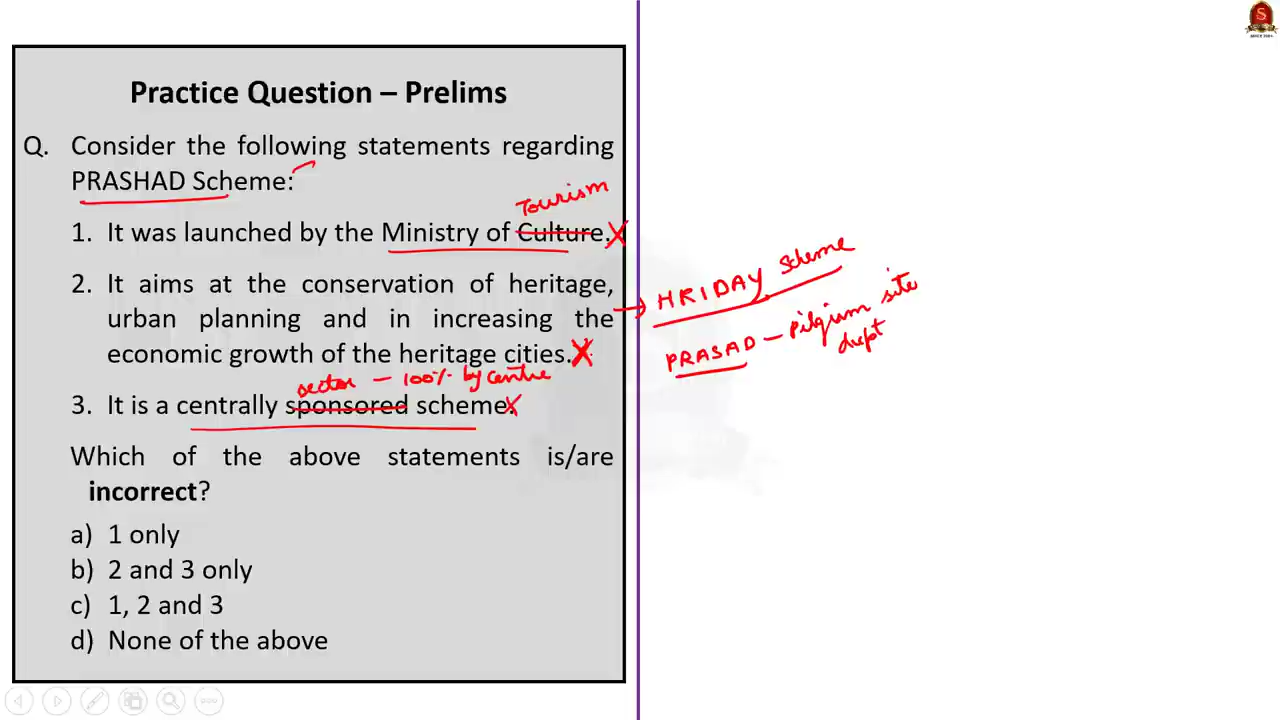 Practice Question – Prelims
Q. Consider the following statements regarding
PRASHAD Scheme:
Tourism
1. It was launched by the Ministry of Culture.
2. It aims at the conservation of heritage,
urban planning and in increasing the
economic growth of the heritage cities.
sector – 100% by centre
3. It is a centrally sponsored scheme.
Which of the above statements is/are
incorrect?
a) 1 only
b) 2 and 3 only
c) 1, 2 and 3
d) None of the above
→ HRIDAY scheme
PRASAD – Pilgrim site
dvpt
S
SINCE 2004